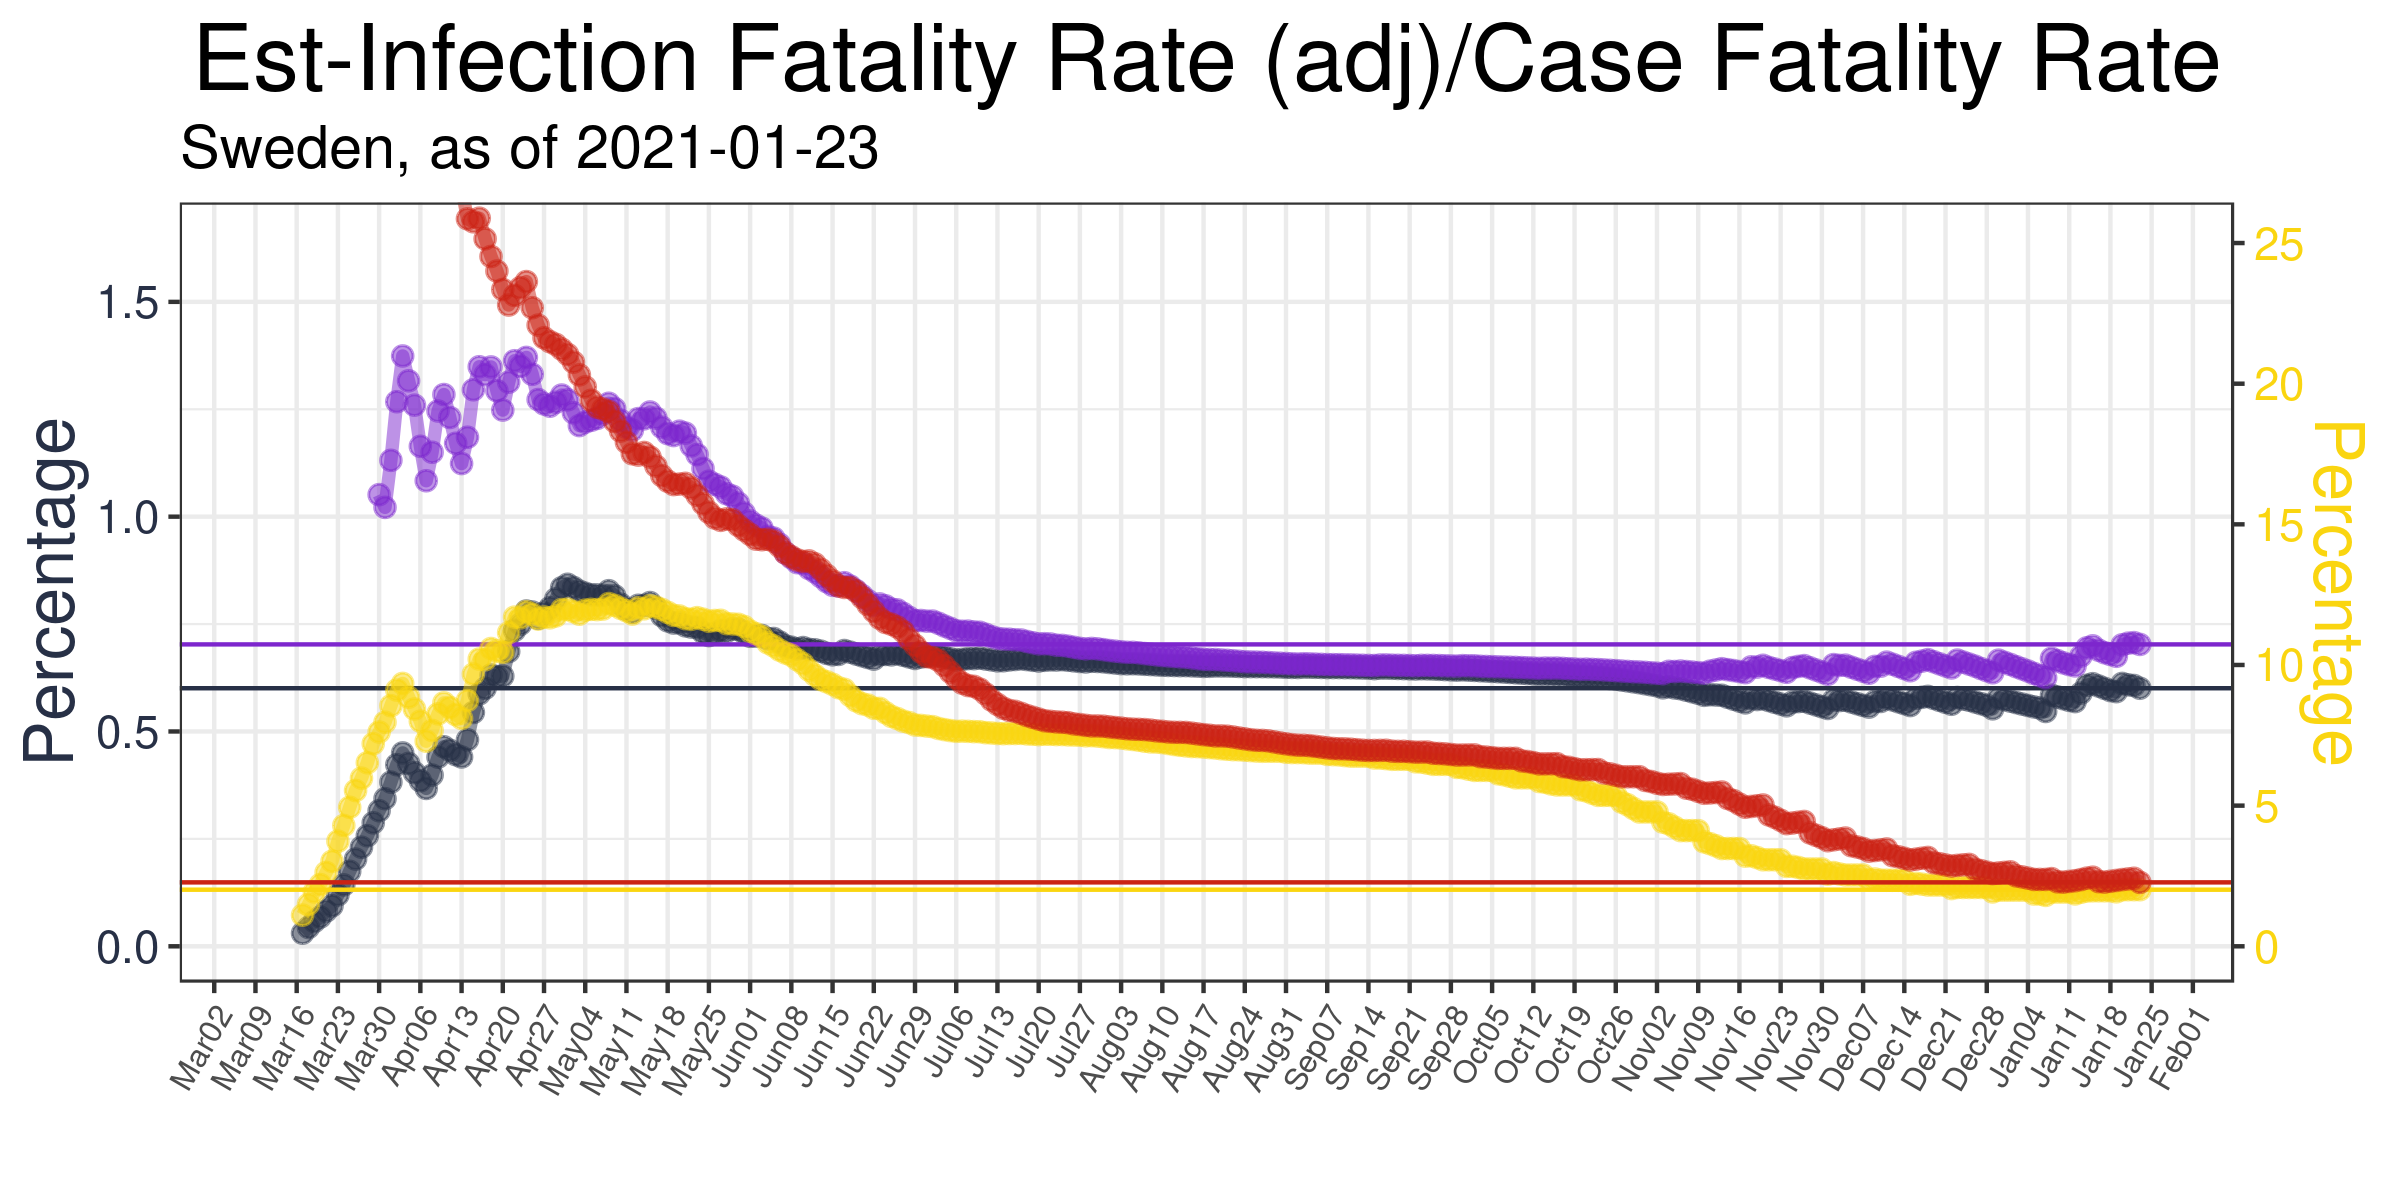 Est-Infection Fatality Rate (adj)/Case Fatality Rate
Sweden, as of 2021-01-23
Percentage
1.5
1.0
0.5
0.0
25
20
15
10
5
0
Percentage
Mar02
Mar09
Mar16
Mar23
Mar30
Apr06
Apr13
Apr20
Apr27
May04
May11
May18
May25
Jun01
Jun08
Jun15
Jun22
Jun29
Jul06
Jul13
Jul20
Jul27
Aug03
Aug10
Aug17
Aug24
Aug31
Sep07
Sep14
Sep21
Sep28
Oct05
Oct12
Oct19
Oct26
Nov02
Nov09
Nov16
Nov23
Nov30
Dec07
Dec14
Dec21
Dec28
Jan04
Jan11
Jan18
Jan25
Feb01